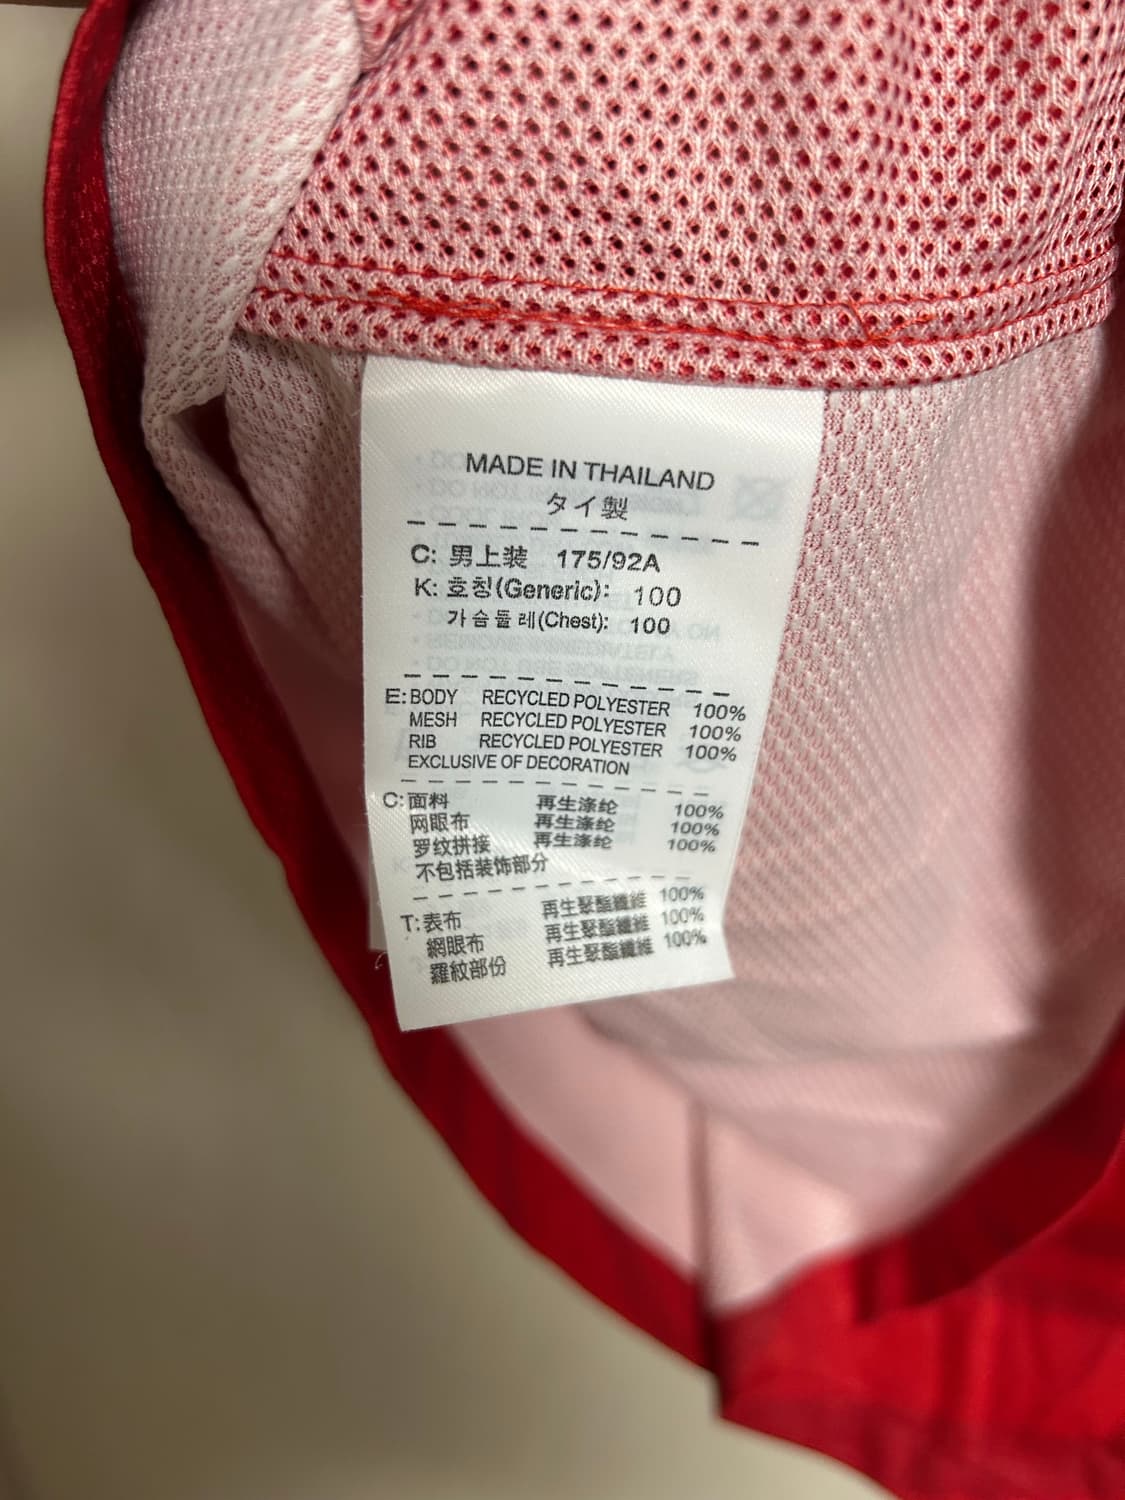 MADE IN THAILAND
タイ製
C: 男上装 175/92A
K: 호칭(Generic): 100
가슴둘레(Chest): 100
E: BODY RECYCLED POLYESTER 100%
MESH RECYCLED POLYESTER 100%
RIB RECYCLED POLYESTER 100%
EXCLUSIVE OF DECORATION
C: 面料 再生涤纶 100%
网眼布 再生涤纶 100%
罗纹拼接 再生涤纶 100%
不包括装饰部分
T: 表布 再生聚酯纖維 100%
網眼布 再生聚酯纖維 100%
羅紋部份 再生聚酯纖維 100%